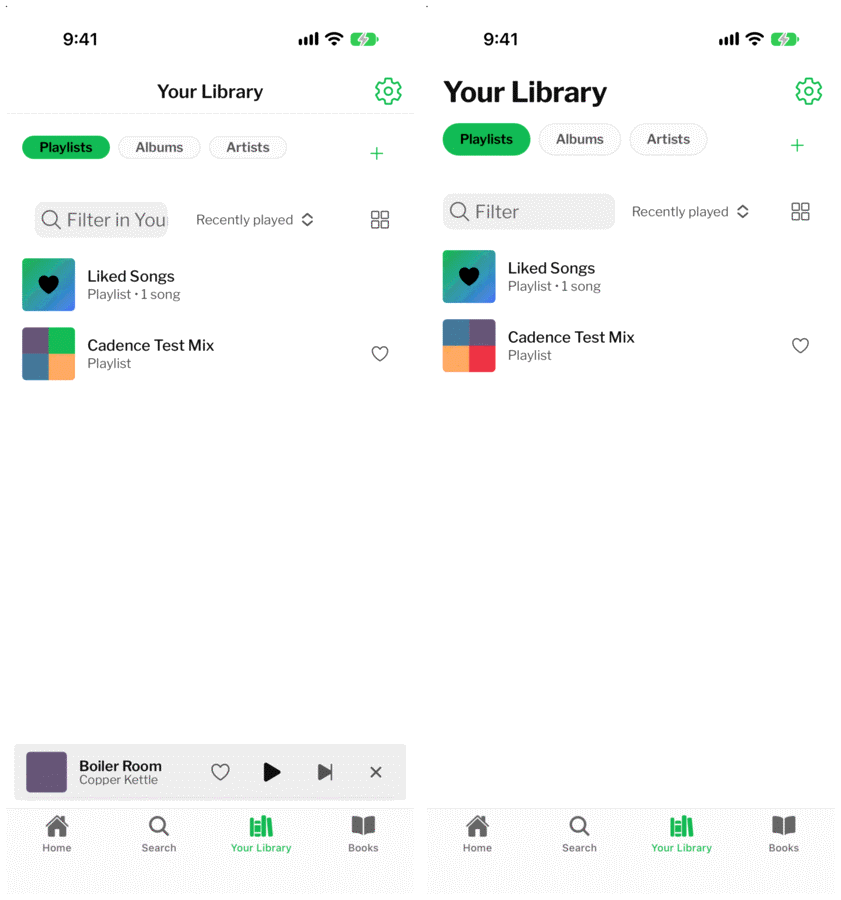 9:41
Your Library
Playlists Albums Artists
Filter in You Recently played
Liked Songs
Playlist • 1 song
Cadence Test Mix
Playlist
Boiler Room
Copper Kettle
Home Search Your Library Books
9:41
Your Library
Playlists Albums Artists
Filter Recently played
Liked Songs
Playlist • 1 song
Cadence Test Mix
Playlist
Home Search Your Library Books